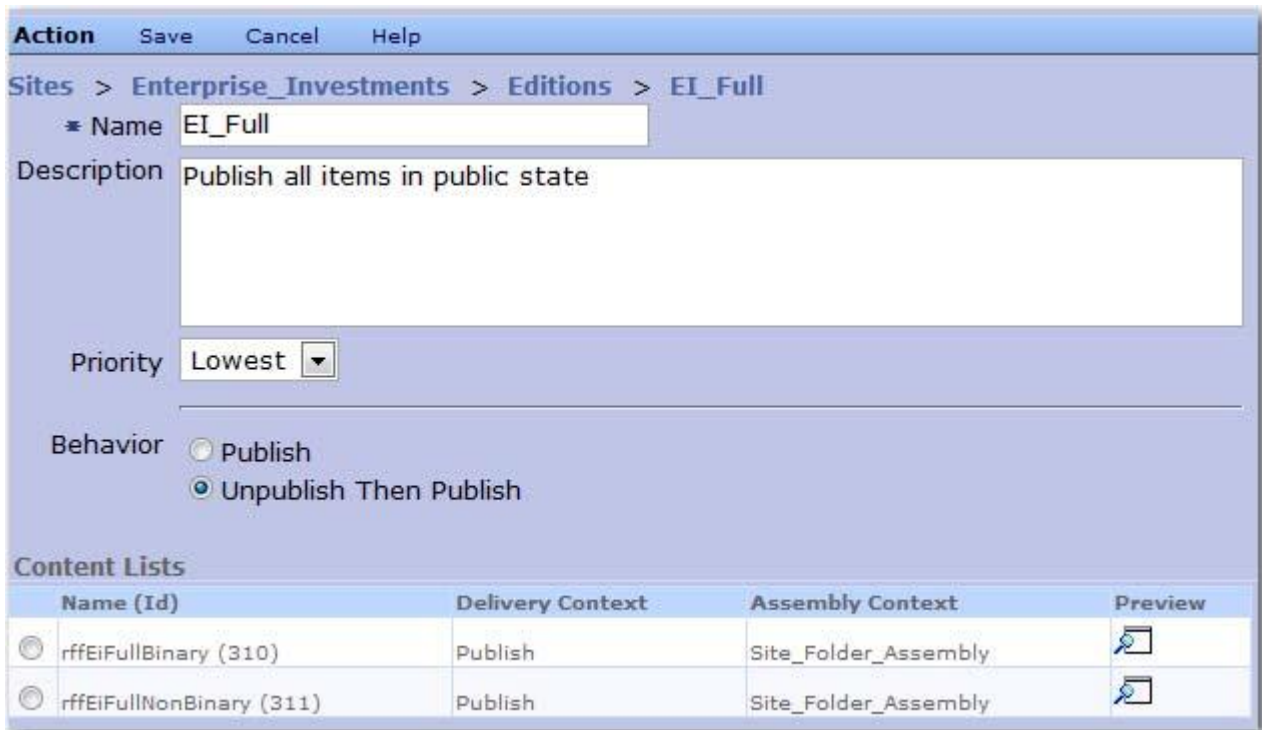 Action Save Cancel Help
Sites > Enterprise_Investments > Editions > EI_Full
* Name EI_Full
Description Publish all items in public state
Priority Lowest
Behavior Publish
Unpublish Then Publish
Content Lists
Name (Id) Delivery Context Assembly Context Preview
rffEiFullBinary (310) Publish Site_Folder_Assembly
rffEiFullNonBinary (311) Publish Site_Folder_Assembly